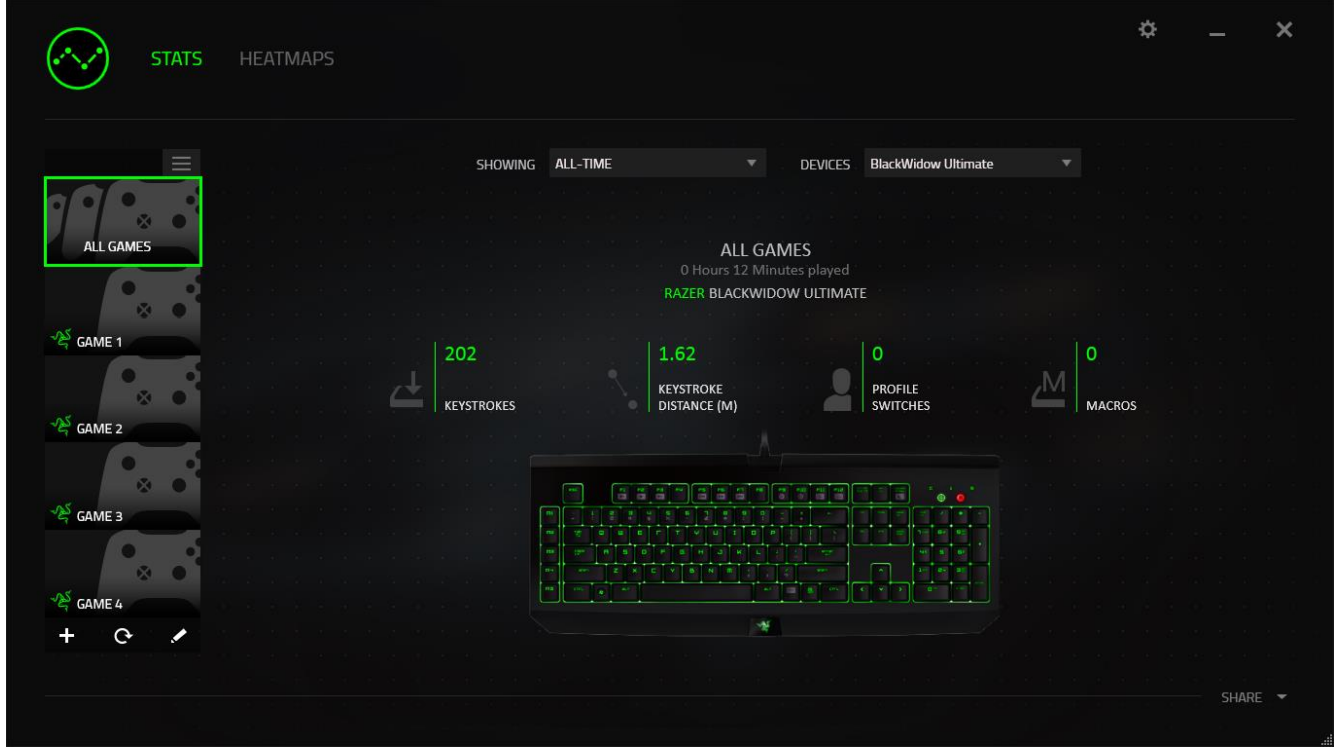 STATS HEATMAPS
SHOWING ALL-TIME DEVICES BlackWidow Ultimate
ALL GAMES
GAME 1
GAME 2
GAME 3
GAME 4
ALL GAMES
0 Hours 12 Minutes played
RAZER BLACKWIDOW ULTIMATE
202
KEYSTROKES
1.62
KEYSTROKE
DISTANCE (M)
0
PROFILE
SWITCHES
M
0
MACROS
SHARE